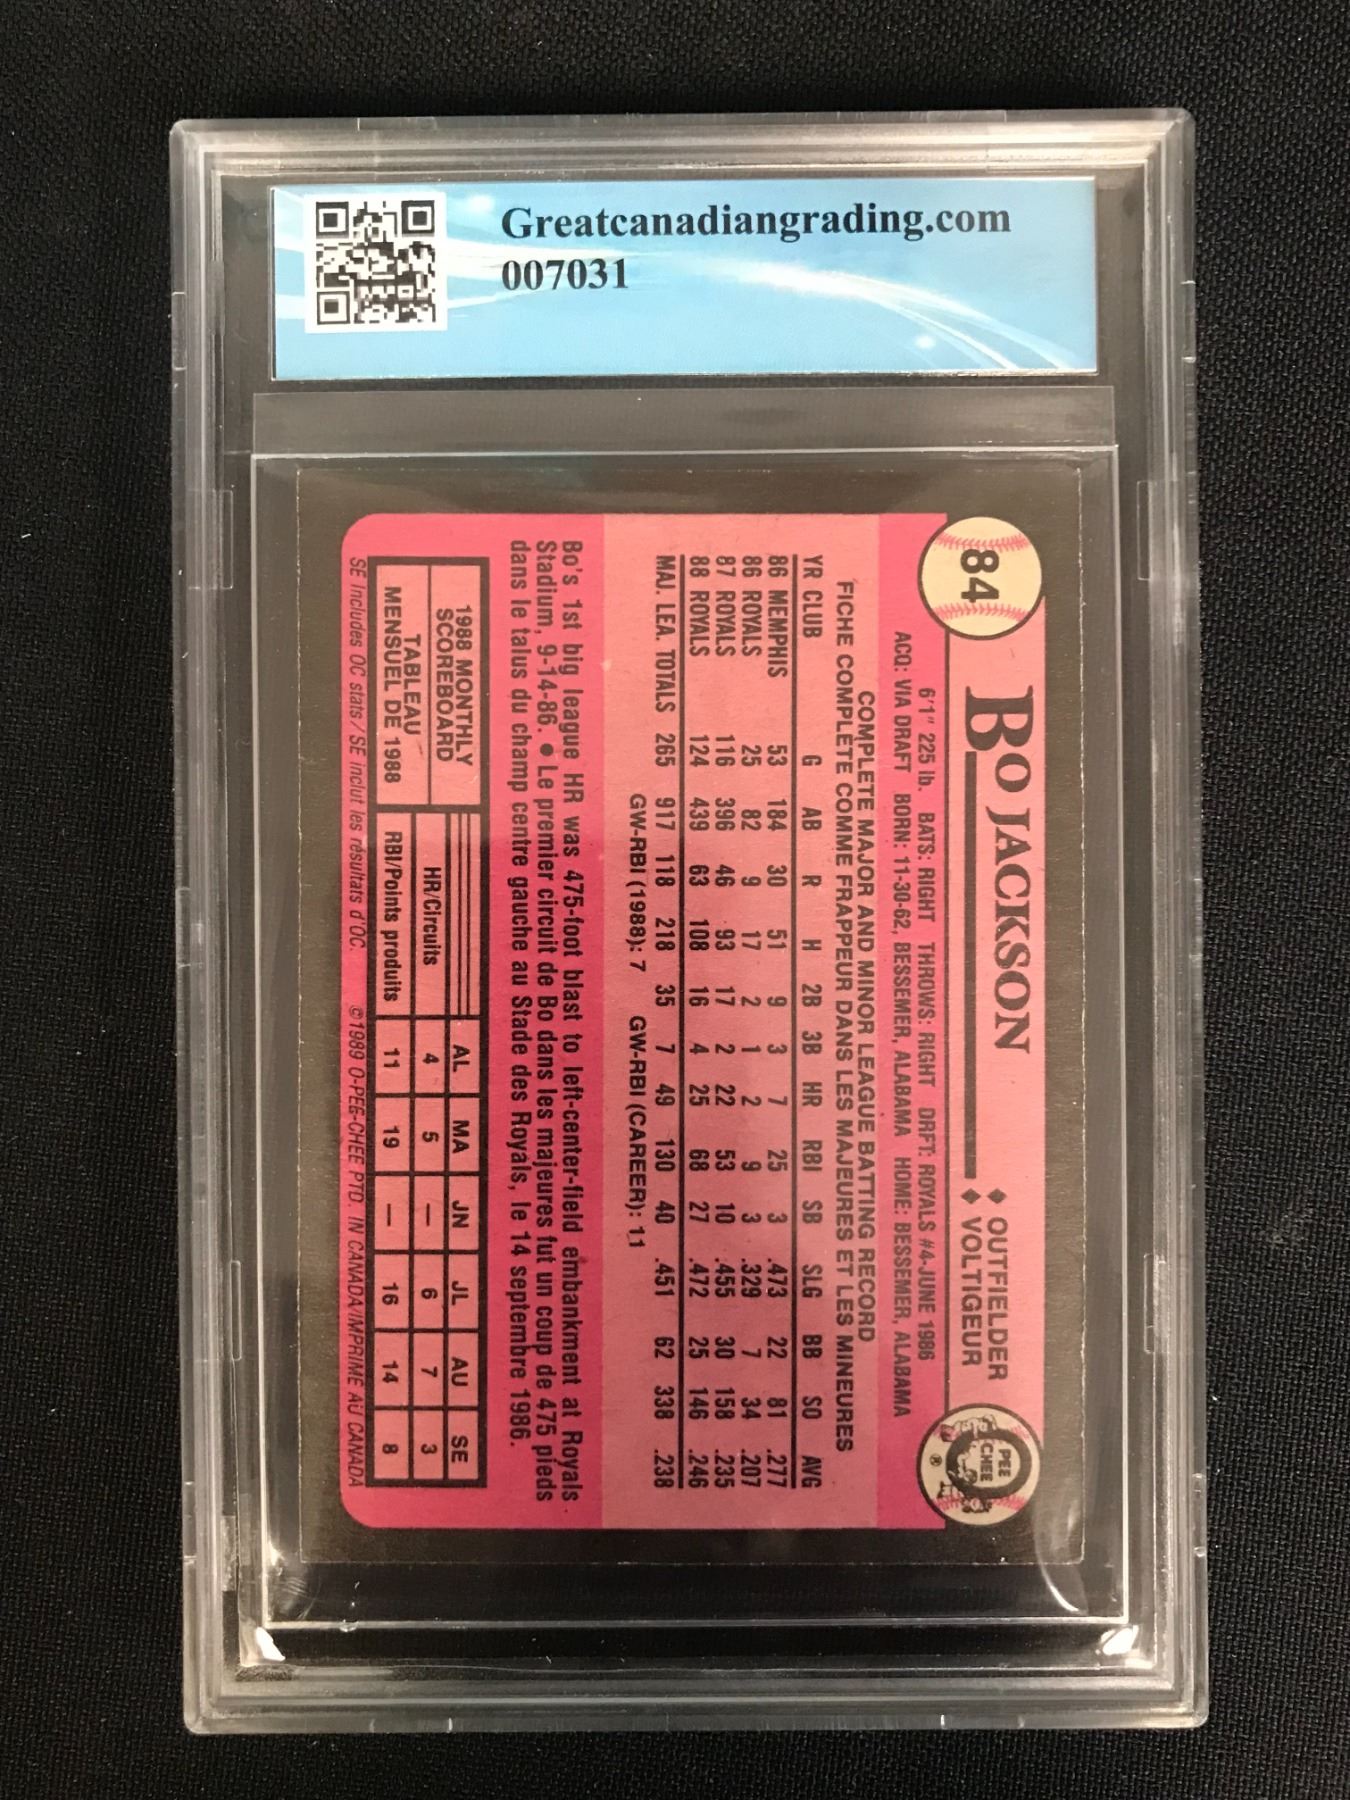 Greatcanadiangrading.com
007031
84
BO JACKSON
♦ OUTFIELDER
♦ VOLTIGEUR
PEE
CHEE
®
6'1" 225 lb. BATS: RIGHT THROWS: RIGHT DRFT: ROYALS #4-JUNE 1986
ACQ: VIA DRAFT BORN: 11-30-62, BESSEMER, ALABAMA HOME: BESSEMER, ALABAMA
COMPLETE MAJOR AND MINOR LEAGUE BATTING RECORD
FICHE COMPLÈTE COMME FRAPPEUR DANS LES MAJEURES ET LES MINEURES
YR CLUB G AB R H 2B 3B HR RBI SB SLG BB SO AVG
86 MEMPHIS 53 184 30 51 9 3 7 25 3 .473 22 81 .277
86 ROYALS 25 82 9 17 2 1 2 9 3 .329 7 34 .207
87 ROYALS 116 396 46 93 17 2 22 53 10 .455 30 158 .235
88 ROYALS 124 439 63 108 16 4 25 68 27 .472 25 146 .246
MAJ. LEA. TOTALS 265 917 118 218 35 7 49 130 40 .451 62 338 .238
GW-RBI (1988): 7 GW-RBI (CAREER): 11
Bo's 1st big league HR was 475-foot blast to left-center-field embankment at Royals
Stadium, 9-14-86. ● Le premier circuit de Bo dans les majeures fut un coup de 475 pieds
dans le talus du champ centre gauche au Stade des Royals, le 14 septembre 1986.
1988 MONTHLY
SCOREBOARD
TABLEAU
MENSUEL DE 1988
AL MA JN JL AU SE
HR/Circuits 4 5 — 6 7 3
RBI/Points produits 11 19 — 16 14 8
SE Includes OC stats/SE inclut les résultats d'OC. ©1989 O-PEE-CHEE PTD. IN CANADA/IMPRIMÉ AU CANADA